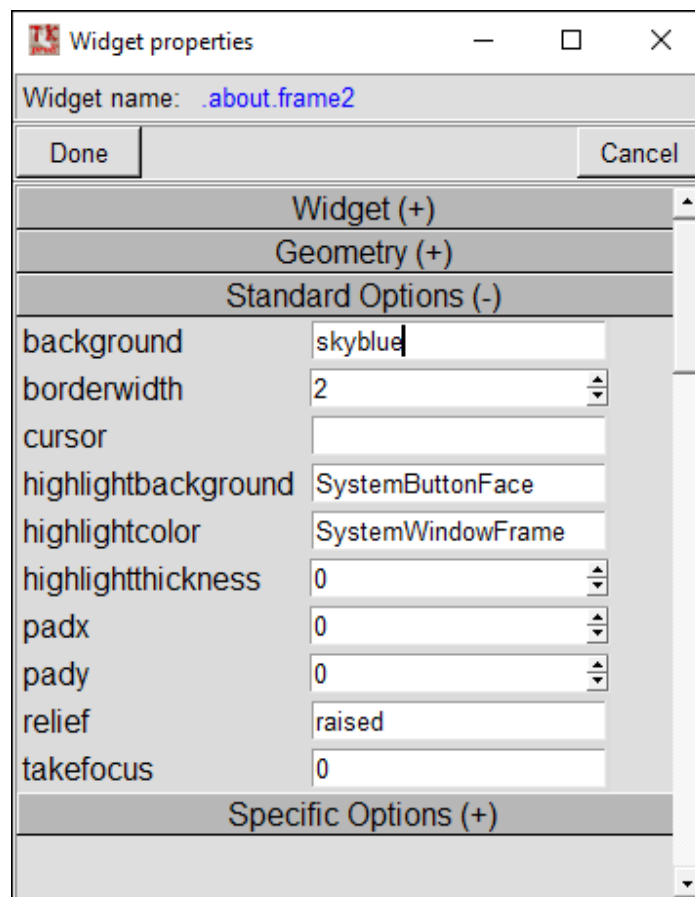 Widget properties
Widget name: .about.frame2
Done Cancel
Widget (+)
Geometry (+)
Standard Options (-)
background skyblue
borderwidth 2
cursor
highlightbackground SystemButtonFace
highlightcolor SystemWindowFrame
highlightthickness 0
padx 0
pady 0
relief raised
takefocus 0
Specific Options (+)